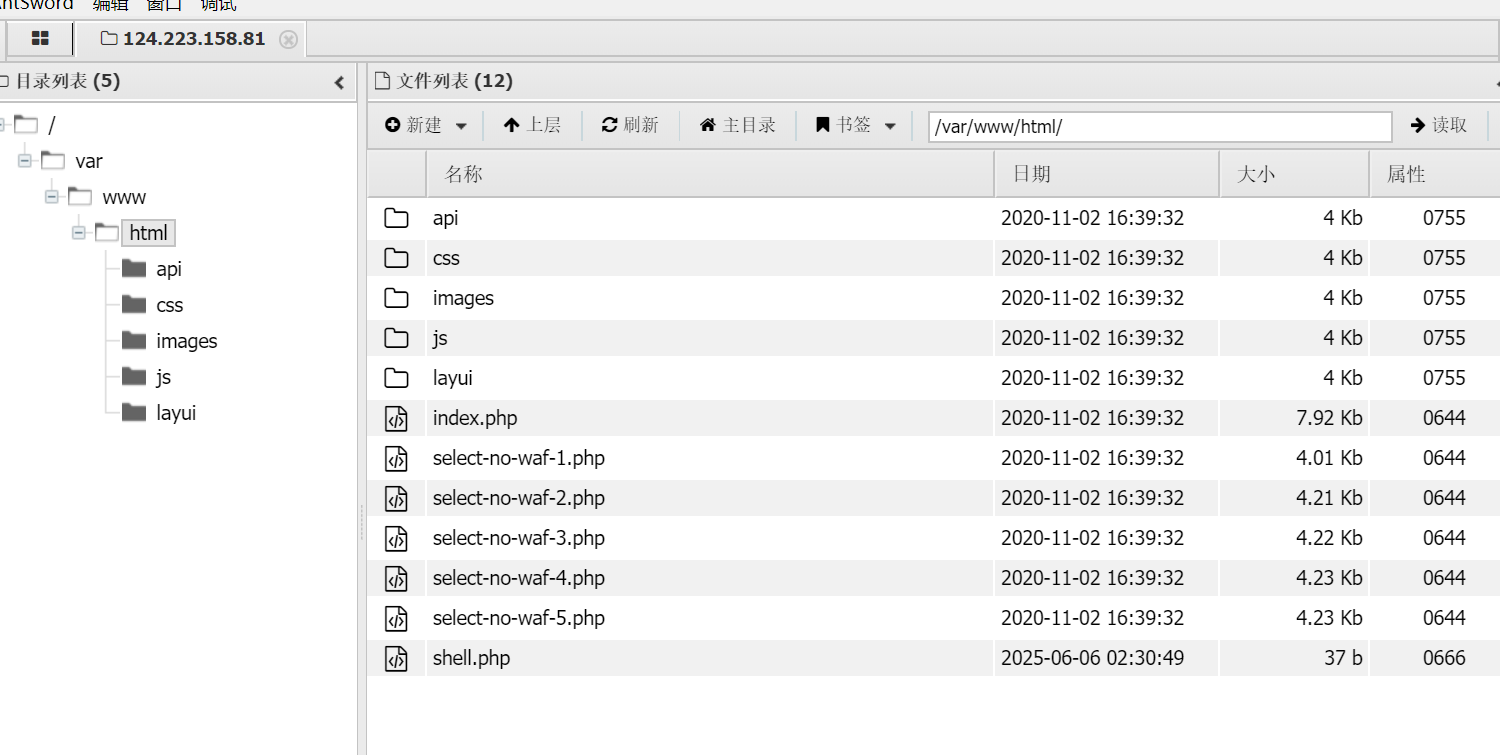 AntSword 编辑 窗口 调试
124.223.158.81
目录列表 (5)
文件列表 (12)
新建 上层 刷新 主目录 书签 /var/www/html/ 读取
/
var
www
html
api
css
images
js
layui
名称 日期 大小 属性
api 2020-11-02 16:39:32 4 Kb 0755
css 2020-11-02 16:39:32 4 Kb 0755
images 2020-11-02 16:39:32 4 Kb 0755
js 2020-11-02 16:39:32 4 Kb 0755
layui 2020-11-02 16:39:32 4 Kb 0755
index.php 2020-11-02 16:39:32 7.92 Kb 0644
select-no-waf-1.php 2020-11-02 16:39:32 4.01 Kb 0644
select-no-waf-2.php 2020-11-02 16:39:32 4.21 Kb 0644
select-no-waf-3.php 2020-11-02 16:39:32 4.22 Kb 0644
select-no-waf-4.php 2020-11-02 16:39:32 4.23 Kb 0644
select-no-waf-5.php 2020-11-02 16:39:32 4.23 Kb 0644
shell.php 2025-06-06 02:30:49 37 b 0666